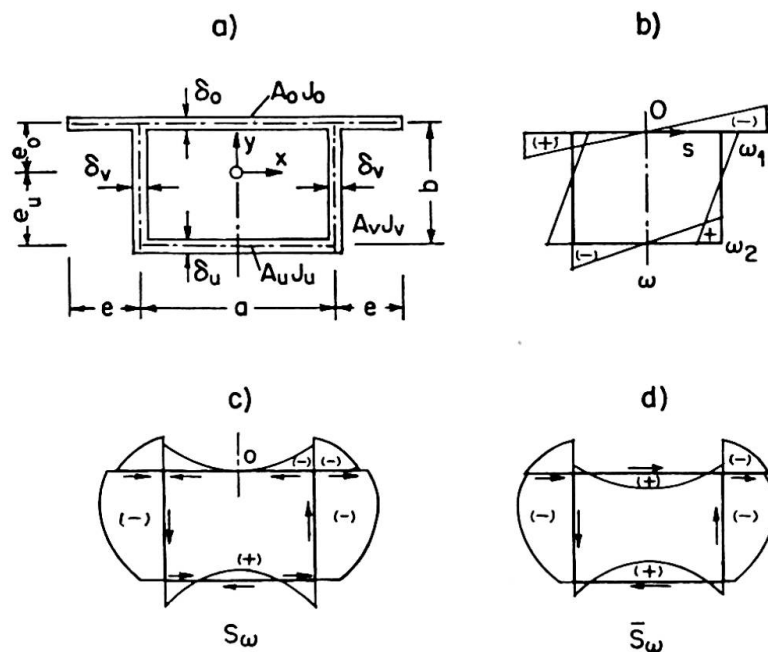 a)
δo
AoJo
eo
y
x
δv
δv
b
eu
AvJv
δu
AuJu
e
a
e
b)
O
(+)
(-)
s
ω1
(-)
+
ω2
ω
c)
o
(-) (-)
(-)
(-)
(+)
Sω
d)
(-)
(+)
(-)
(-)
(+)
S̄ω